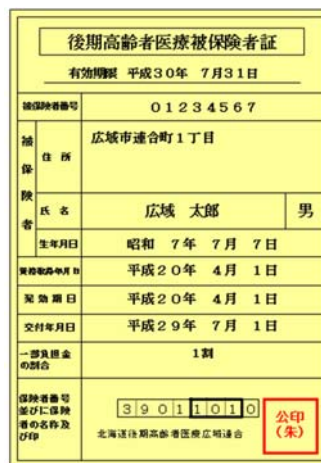 後期高齢者医療被保険者証
有効期限 平成30年 7月31日
被保険者番号 01234567
被保険者
住所 広域市連合町1丁目
氏名 広域 太郎 男
生年月日 昭和 7年 7月 7日
資格取得年月日 平成20年 4月 1日
発効期日 平成20年 4月 1日
交付年月日 平成29年 7月 1日
一部負担金の割合 1割
保険者番号並びに保険者の名称及び印
39011010
北海道後期高齢者医療広域連合
公印
(朱)